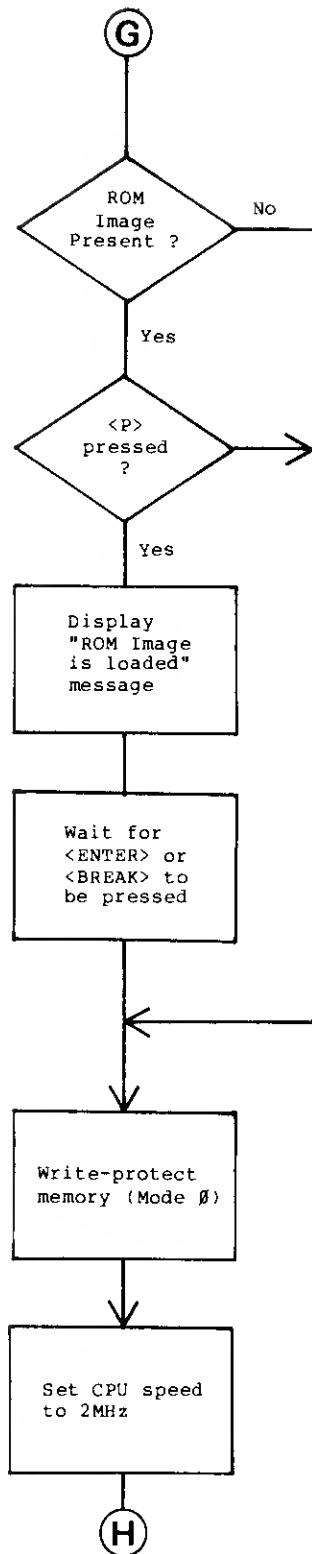 G
ROM
Image
Present ?
No
Yes
<P>
pressed
?
Yes
Display
"ROM Image
is loaded"
message
Wait for
<ENTER> or
<BREAK> to
be pressed
Write-protect
memory (Mode Ø)
Set CPU speed
to 2MHz
H